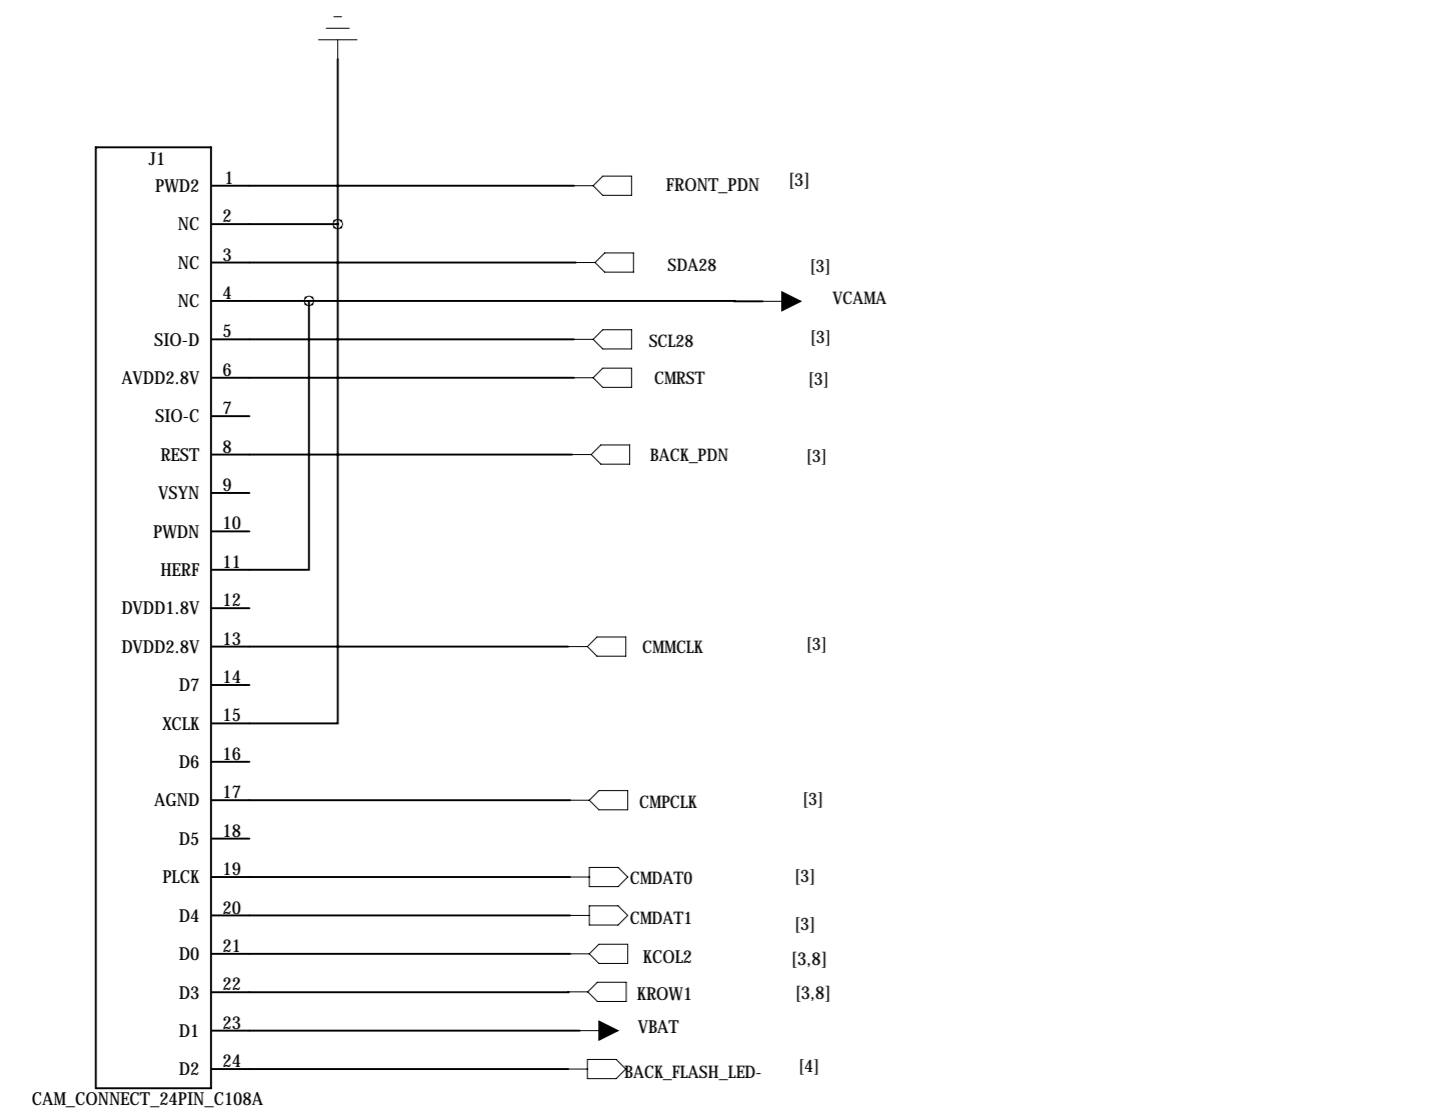 J1
PWD2 1 FRONT_PDN [3]
NC 2
NC 3 SDA28 [3]
NC 4 VCAMA
SIO-D 5 SCL28 [3]
AVDD2.8V 6 CMRST [3]
SIO-C 7
REST 8 BACK_PDN [3]
VSYN 9
PWDN 10
HERF 11
DVDD1.8V 12
DVDD2.8V 13 CMMCLK [3]
D7 14
XCLK 15
D6 16
AGND 17 CMPCLK [3]
D5 18
PLCK 19 CMDAT0 [3]
D4 20 CMDAT1 [3]
D0 21 KCOL2 [3,8]
D3 22 KROW1 [3,8]
D1 23 VBAT
D2 24 BACK_FLASH_LED- [4]
CAM_CONNECT_24PIN_C108A